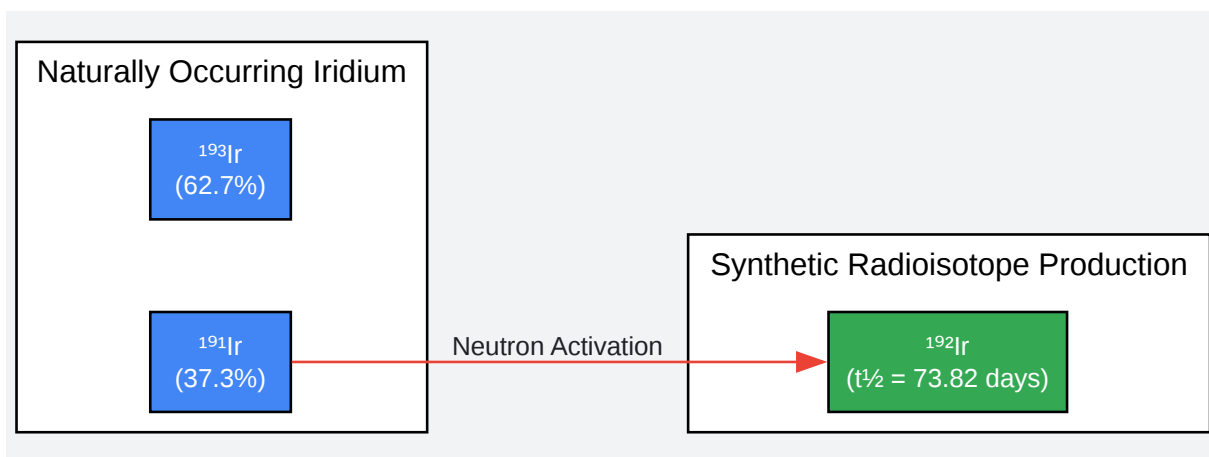 Naturally Occurring Iridium
¹⁹³Ir
(62.7%)
Synthetic Radioisotope Production
¹⁹¹Ir
(37.3%)
Neutron Activation
¹⁹²Ir
(t½ = 73.82 days)